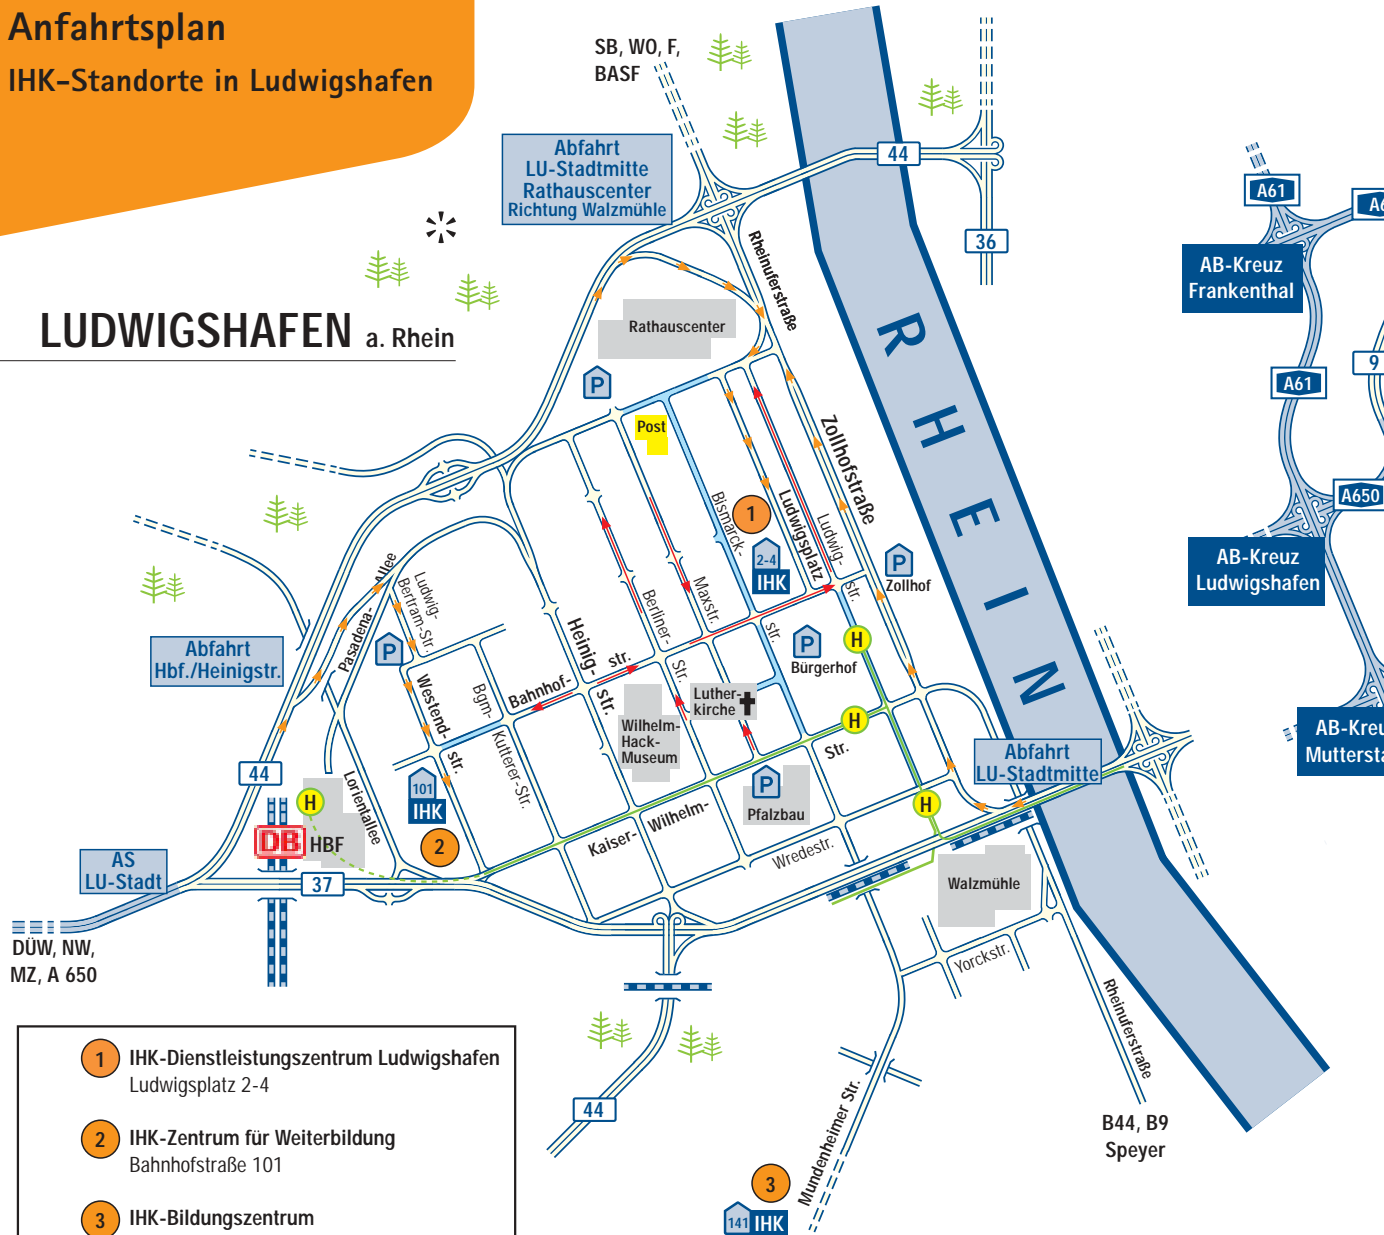 Anfahrtsplan
IHK-Standorte in Ludwigshafen
LUDWIGSHAFEN a. Rhein
SB, WO, F,
BASF
Abfahrt
LU-Stadtmitte
Rathauscenter
Richtung Walzmühle
44
36
Rheinuferstraße
Rathauscenter
P
Post
RHEIN
Zollhofstraße
Bismarck-
str.
1
Ludwigsplatz
Ludwig-
str.
2-4
IHK
P
Zollhof
Maxstr.
Berliner-
Str.
Heinig-
str.
Bahnhof-
str.
H
P
Bürgerhof
Luther-
kirche
Wilhelm-
Hack-
Museum
H
Pasadena-
Allee
Ludwig-
Bertram-Str.
P
Westend-
str.
Bgm-
Kutterer-Str.
Abfahrt
Hbf./Heinigstr.
44
Lorientallee
H
DB
HBF
101
IHK
2
Kaiser-
Wilhelm-
Str.
P
Pfalzbau
Wredestr.
H
Abfahrt
LU-Stadtmitte
Walzmühle
Yorckstr.
Rheinuferstraße
AS
LU-Stadt
37
DÜW, NW,
MZ, A 650
44
Mundenheimer Str.
B44, B9
Speyer
3
141
IHK
A61
AB-Kreuz
Frankenthal
9
A61
A650
AB-Kreuz
Ludwigshafen
AB-Kreu
Muttersta
1 IHK-Dienstleistungszentrum Ludwigshafen
Ludwigsplatz 2-4
2 IHK-Zentrum für Weiterbildung
Bahnhofstraße 101
3 IHK-Bildungszentrum